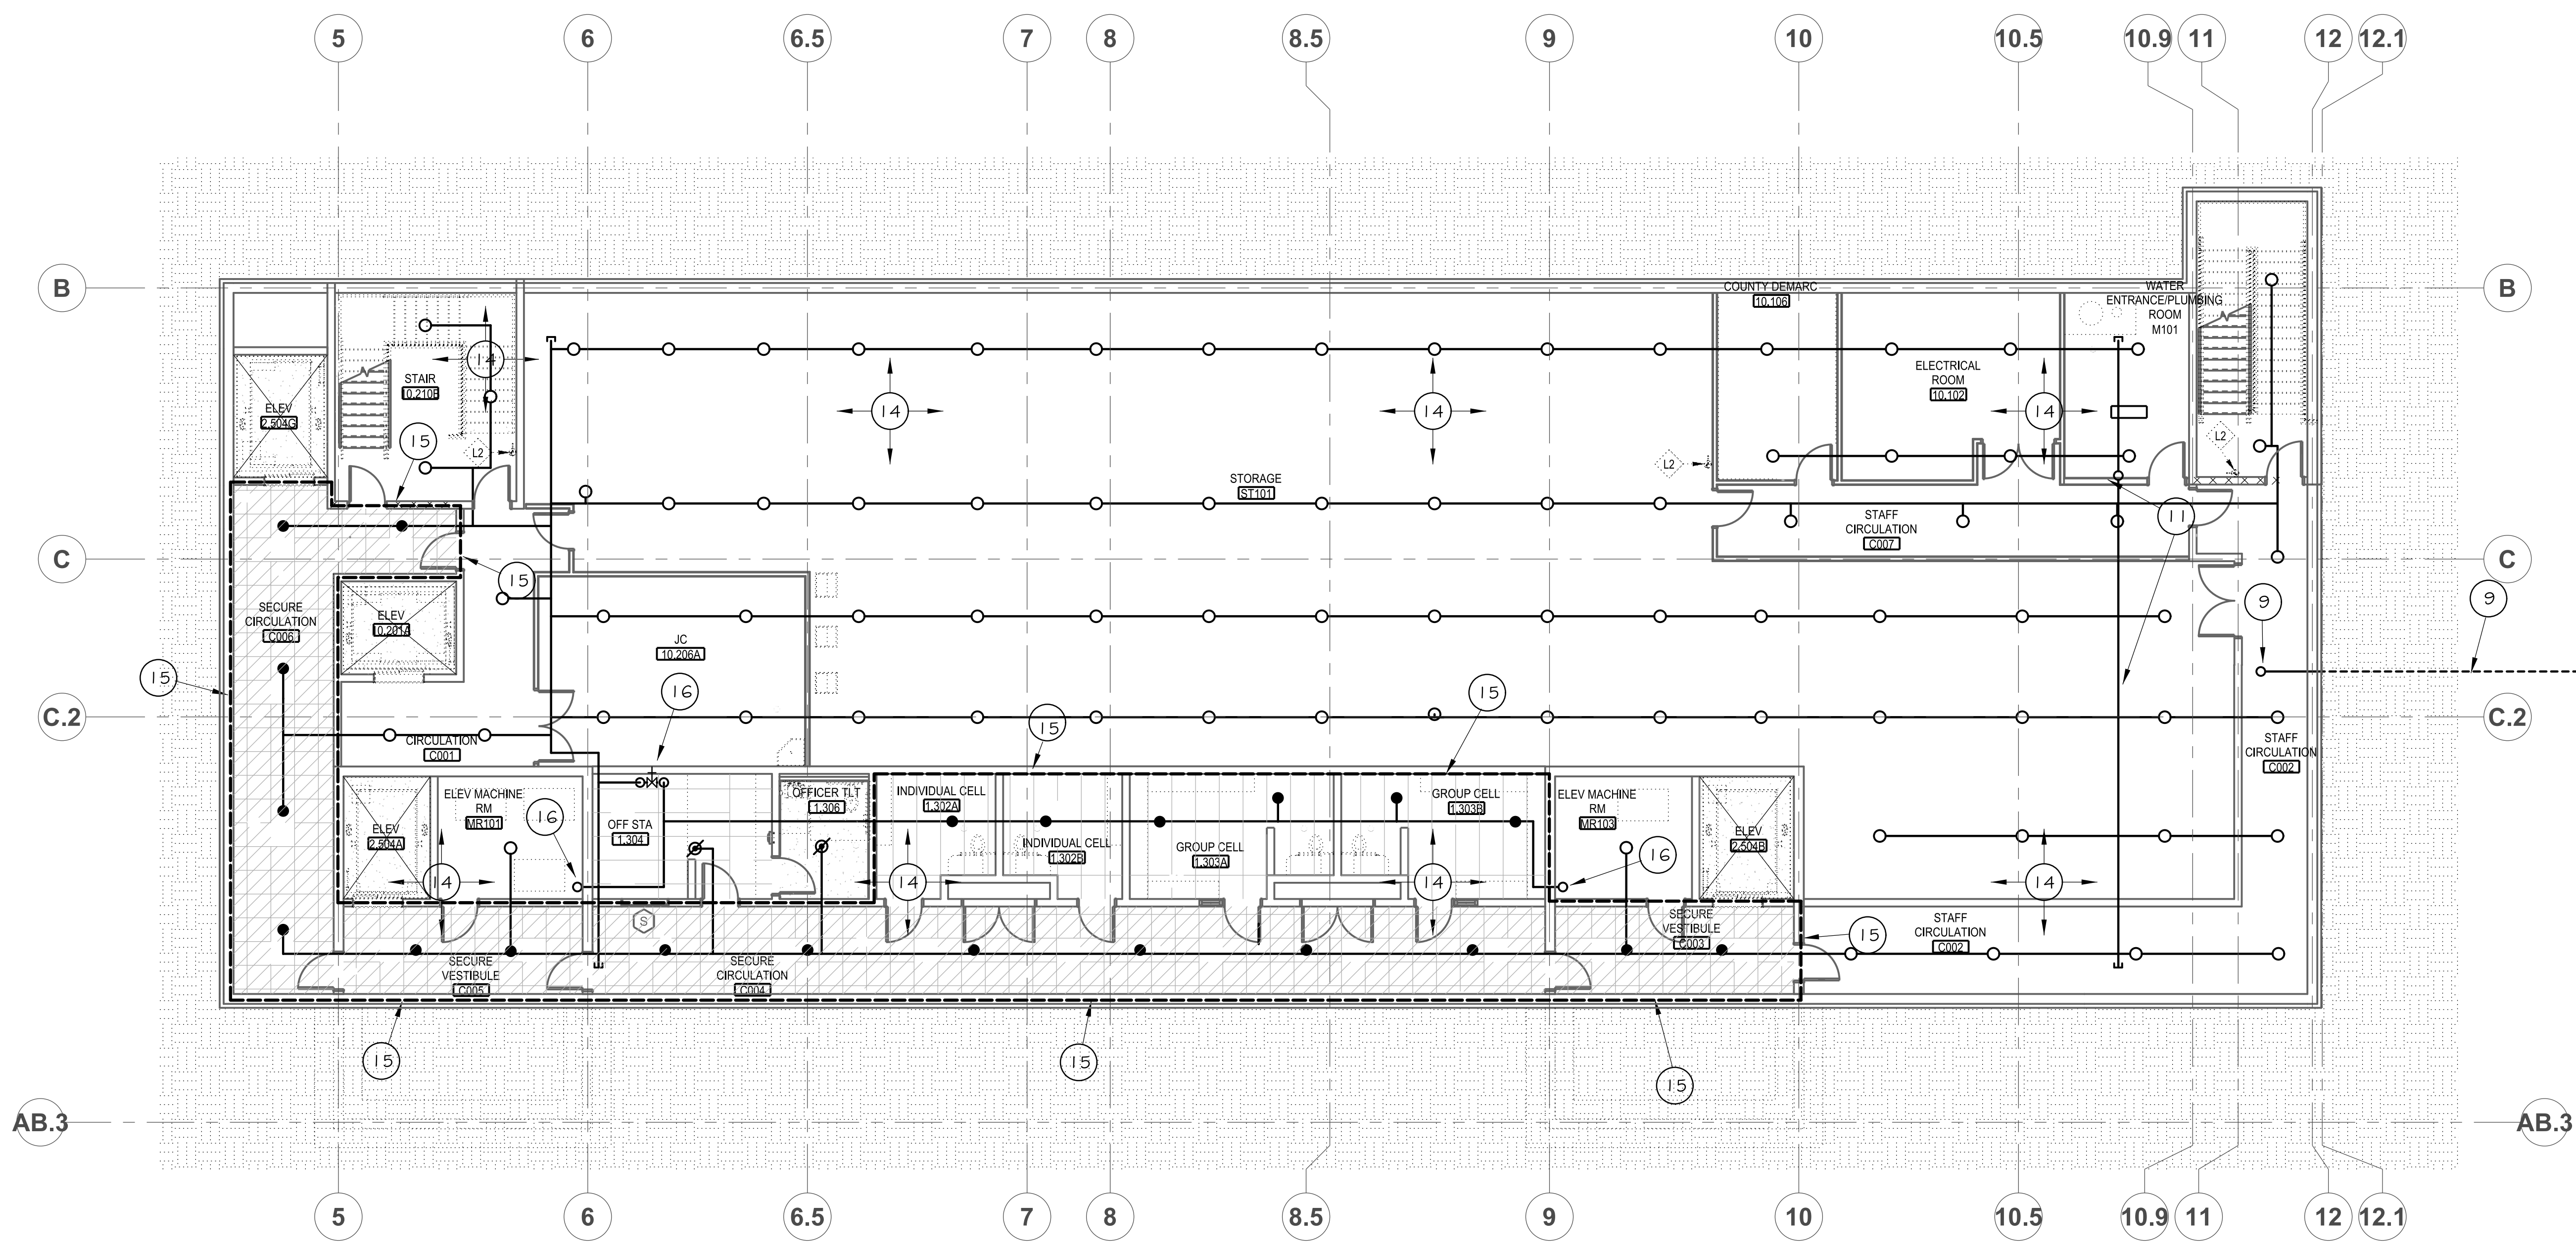 5
6
6.5
7
8
8.5
9
10
10.5
10.9
11
12
12.1
B
B
COUNTY DEMARC
10.106
WATER
ENTRANCE/PLUMBING
ROOM
M101
14
STAIR
10.210B
ELEV
2.504G
15
L2
14
14
ELECTRICAL
ROOM
10.102
14
L2
L2
STORAGE
ST101
STAFF
CIRCULATION
C007
11
C
C
15
SECURE
CIRCULATION
C006
ELEV
10.201A
JC
10.206A
9
9
15
16
15
15
C.2
C.2
CIRCULATION
C001
STAFF
CIRCULATION
C002
ELEV MACHINE
RM
MR101
ELEV
2.504A
16
OFF STA
1.304
OFFICER TLT
1.306
INDIVIDUAL CELL
1.302A
INDIVIDUAL CELL
1.302B
GROUP CELL
1.303A
GROUP CELL
1.303B
ELEV MACHINE
RM
MR103
ELEV
2.504B
16
14
14
14
14
S
SECURE
VESTIBULE
C003
15
STAFF
CIRCULATION
C002
SECURE
VESTIBULE
C005
SECURE
CIRCULATION
C004
15
15
15
AB.3
AB.3
5
6
6.5
7
8
8.5
9
10
10.5
10.9
11
12
12.1